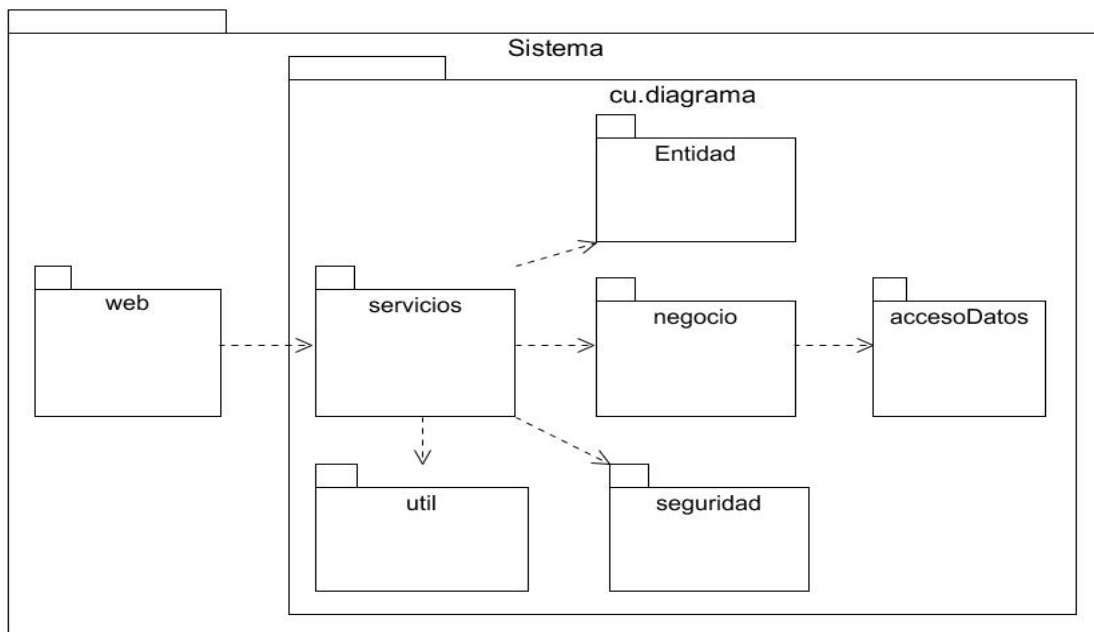 Sistema
cu.diagrama
Entidad
web
servicios
negocio
accesoDatos
util
seguridad